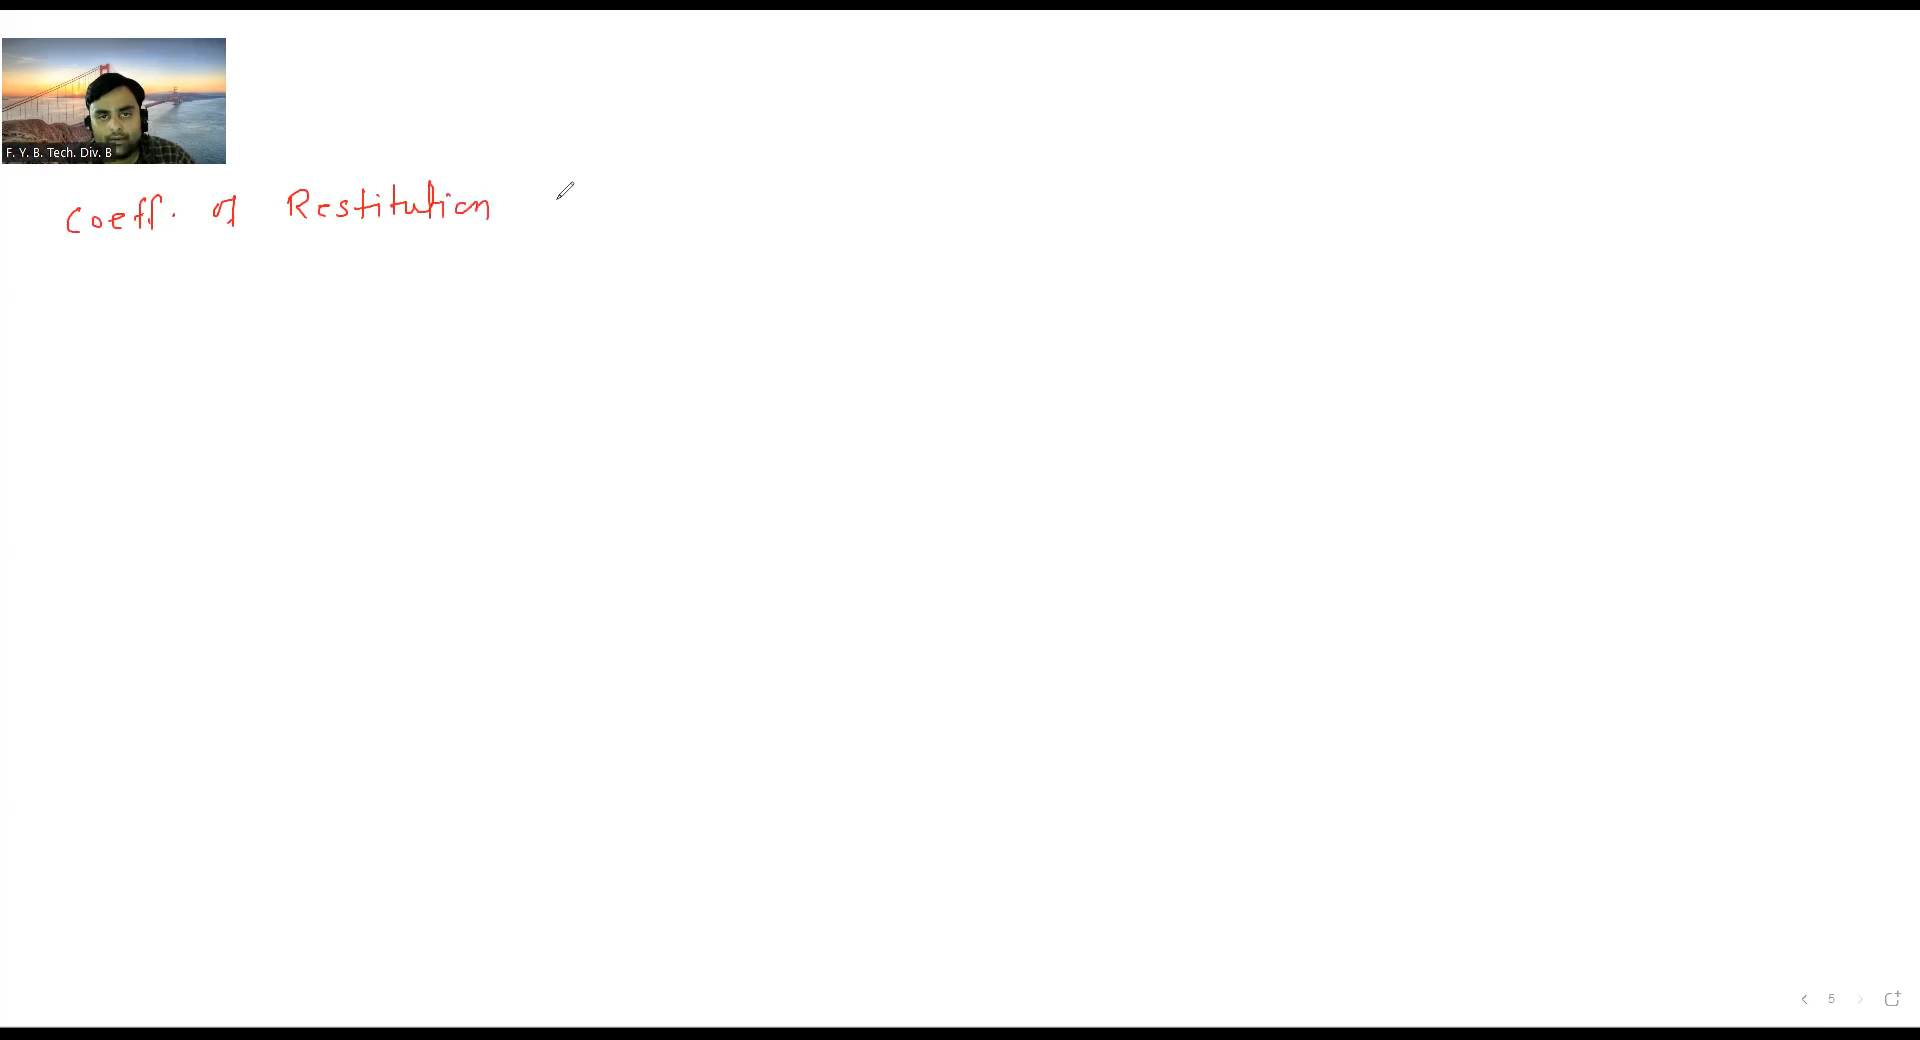 F. Y. B. Tech. Div. B
Coeff. of Restitution
5